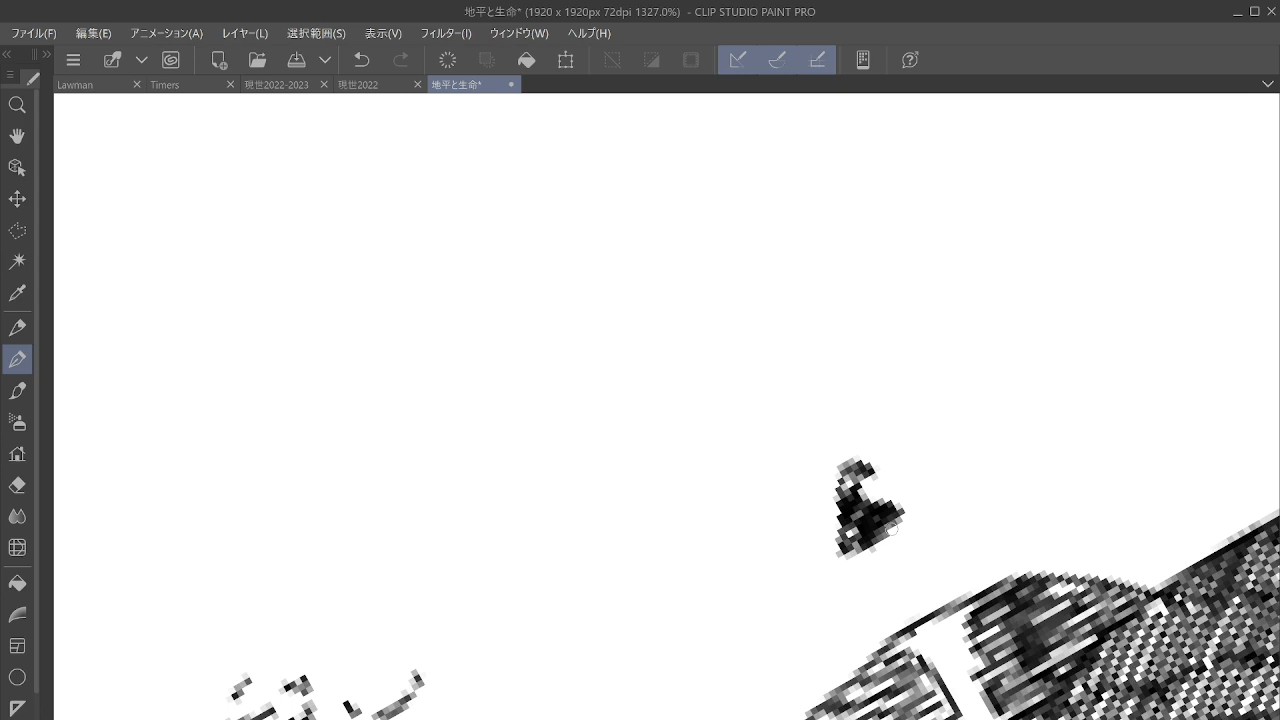 地平と生命* (1920 x 1920px 72dpi 1327.0%) - CLIP STUDIO PAINT PRO
ファイル(F) 編集(E) アニメーション(A) レイヤー(L) 選択範囲(S) 表示(V) フィルター(I) ウィンドウ(W) ヘルプ(H)
Lawman Timers 現世2022-2023 現世2022 地平と生命*